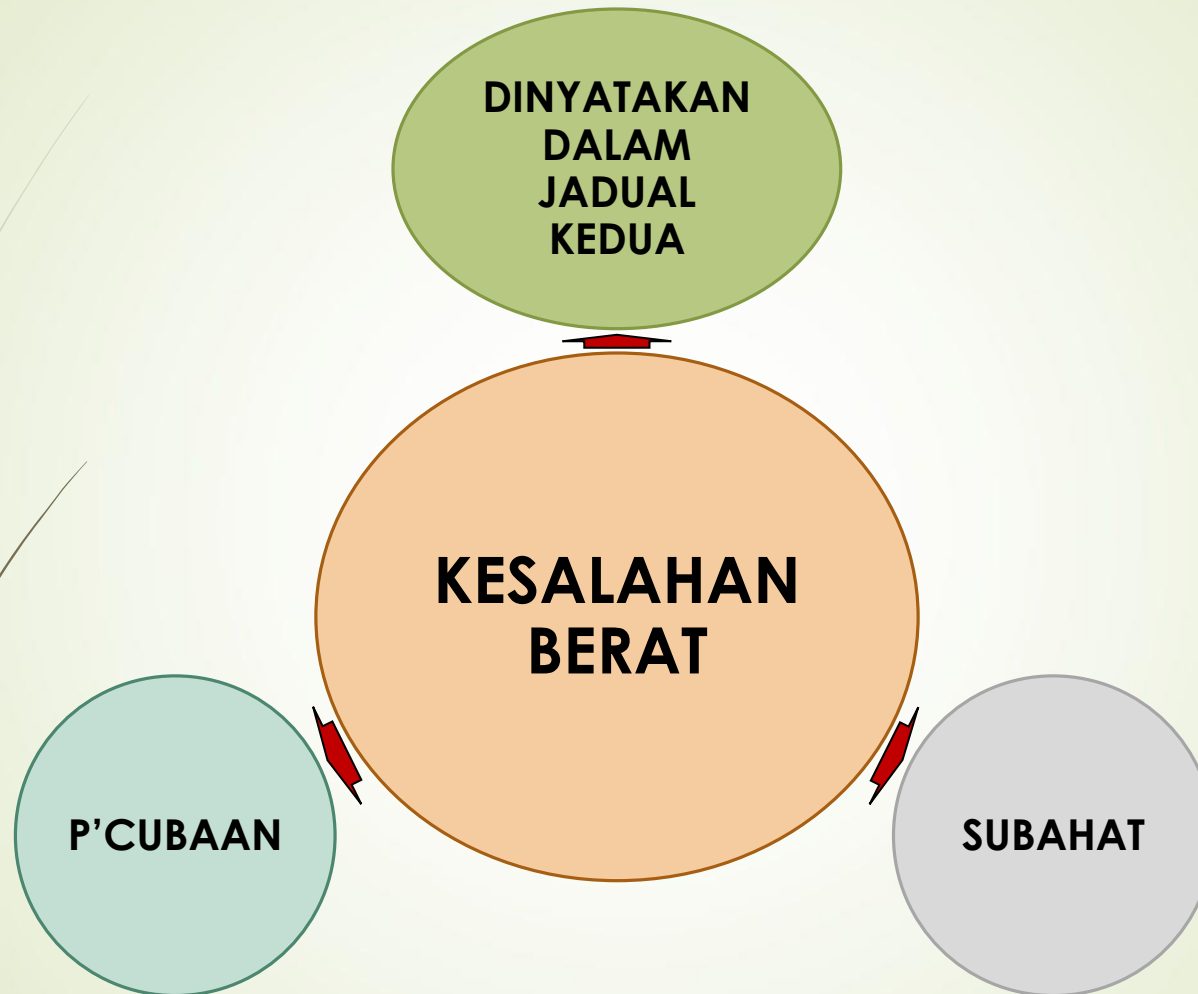 DINYATAKAN
DALAM
JADUAL
KEDUA
KESALAHAN
BERAT
P’CUBAAN
SUBAHAT